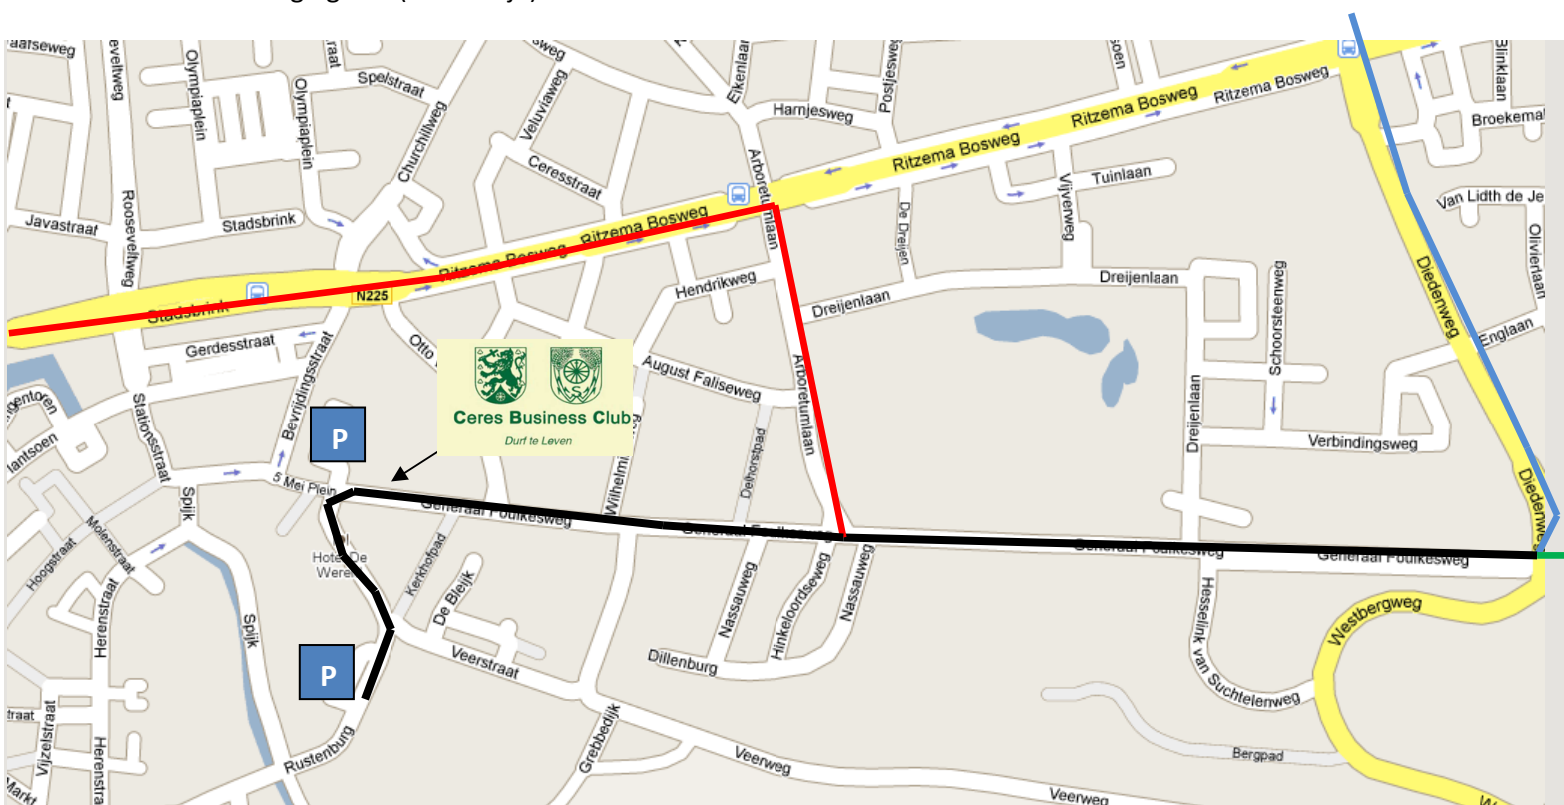 Spelstraat
Olympiaplein
Olympiaplein
Churchillweg
Veluviaweg
Ceresstraat
Eikenlaan
Harnjesweg
Postjesweg
Arboretumlaan
Ritzema Bosweg
Ritzema Bosweg
Ritzema Bosweg
Ritzema Bosweg
Ritzema Bosweg
Blinklaan
Broekema
Van Lidth de Je
Olivierlaan
Tuinlaan
Vijverweg
De Dreijen
Javastraat
Rooseveltweg
Stadsbrink
Stadsbrink
N225
Hendrikweg
Dreijenlaan
Dreijenlaan
Dreijenlaan
Schoorsteenweg
Diedenweg
Diedenweg
Englaan
Verbindingsweg
Gerdesstraat
Otto
Bevrijdingsstraat
Stationsstraat
August Faliseweg
Arboretumlaan
Delhorstpad
Ceres Business Club
Durf te Leven
P
5 Mei Plein
Generaal Foulkesweg
Generaal Foulkesweg
Generaal Foulkesweg
Generaal Foulkesweg
Spijk
Molenstraat
Hoogstraat
Hotel De
Kerkhofpad
De Bleijk
Nassauweg
Hinkeloordseweg
Nassauweg
Dillenburg
Hesselink van Suchtelenweg
Westbergweg
Herenstraat
Spijk
P
Veerstraat
Grebbedijk
Rustenburg
Vijzelstraat
Markt
Veerweg
Veerweg
Bergpad